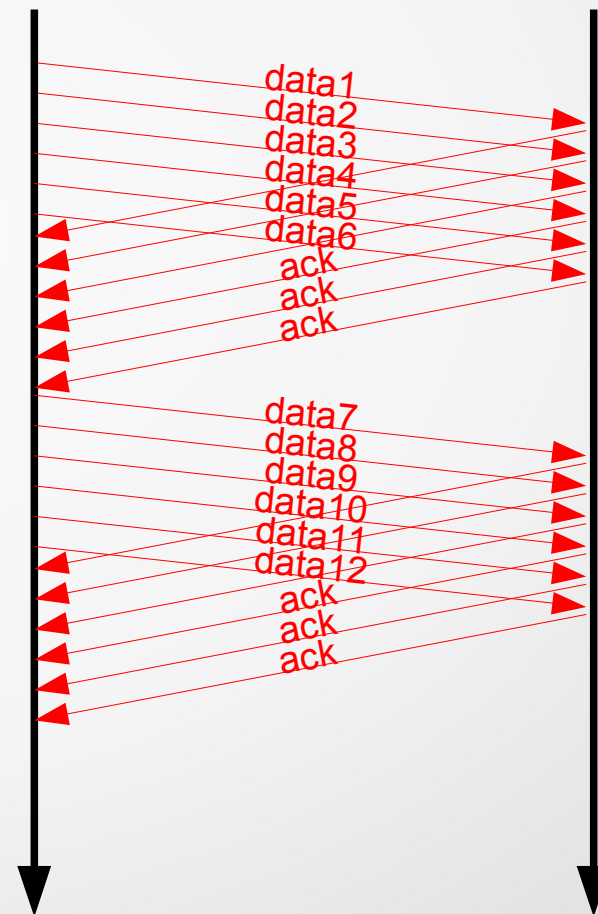 data1
data2
data3
data4
data5
data6
ack
ack
ack
data7
data8
data9
data10
data11
data12
ack
ack
ack